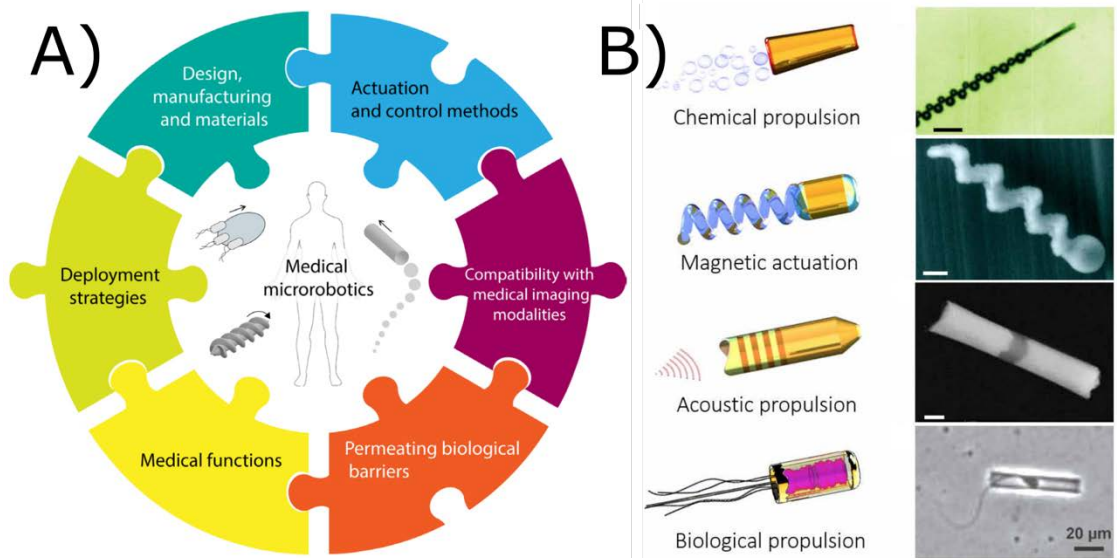 A)
Design,
manufacturing
and materials
Actuation
and control methods
Deployment
strategies
Medical
microrobotics
Compatibility with
medical imaging
modalities
Medical functions
Permeating biological
barriers
B)
Chemical propulsion
Magnetic actuation
Acoustic propulsion
Biological propulsion
20 µm